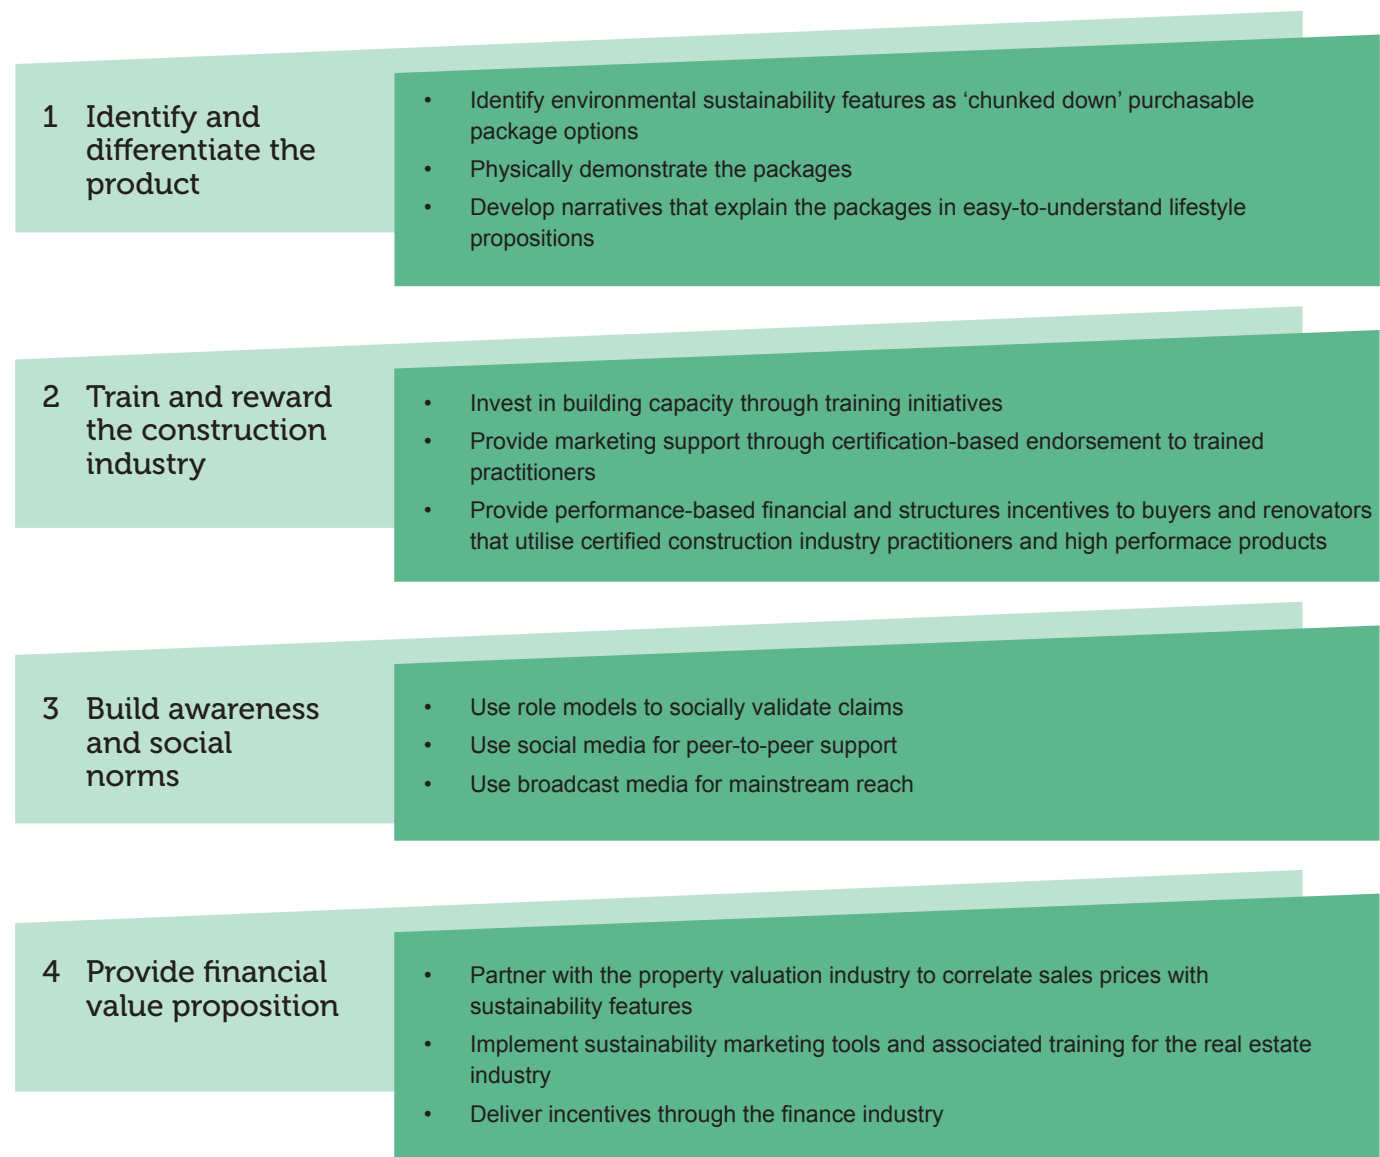 1 Identify and
differentiate the
product
• Identify environmental sustainability features as ‘chunked down’ purchasable
package options
• Physically demonstrate the packages
• Develop narratives that explain the packages in easy-to-understand lifestyle
propositions
2 Train and reward
the construction
industry
• Invest in building capacity through training initiatives
• Provide marketing support through certification-based endorsement to trained
practitioners
• Provide performance-based financial and structures incentives to buyers and renovators
that utilise certified construction industry practitioners and high performace products
3 Build awareness
and social
norms
• Use role models to socially validate claims
• Use social media for peer-to-peer support
• Use broadcast media for mainstream reach
4 Provide financial
value proposition
• Partner with the property valuation industry to correlate sales prices with
sustainability features
• Implement sustainability marketing tools and associated training for the real estate
industry
• Deliver incentives through the finance industry